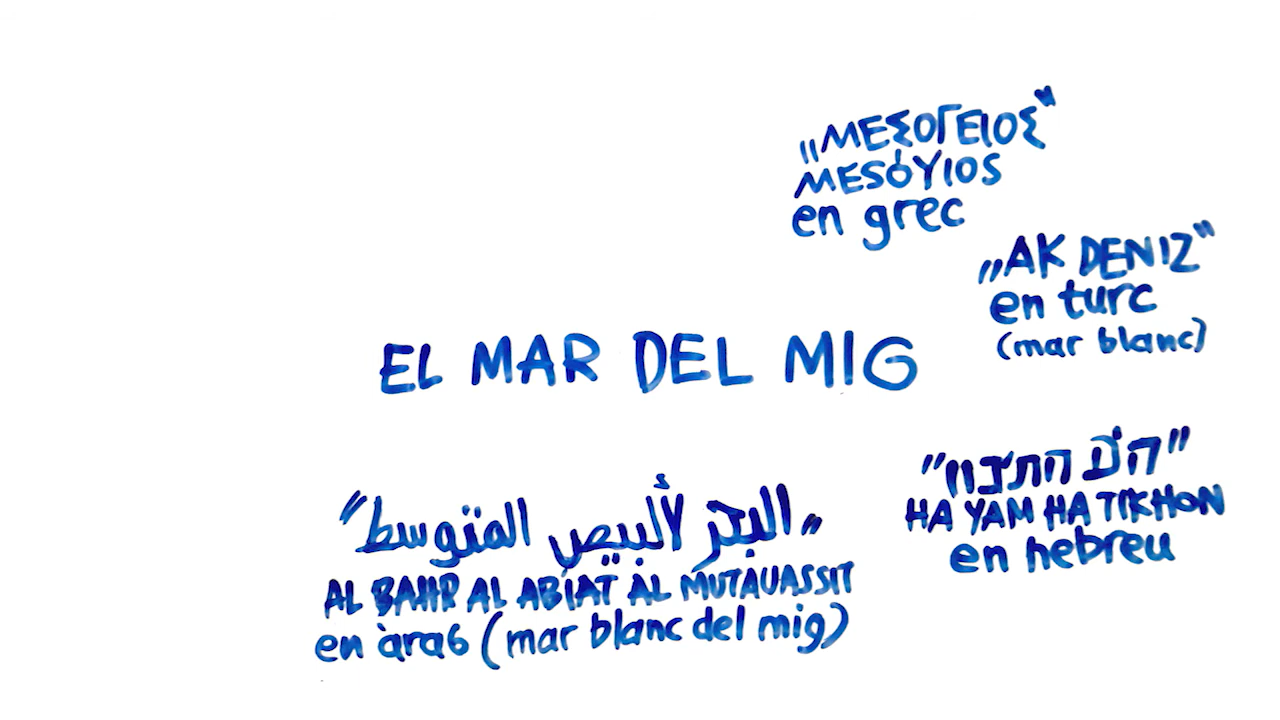 „ΜΕΣΟΓΕΙΟΣ"
MESÓYIOS
en grec
„AK DENIZ"
en turc
(mar blanc)
EL MAR DEL MIG
"הים התיכון"
HA YAM HA TIKHON
en hebreu
"البحر لألبيص المتوسط„
AL BAHR AL ABIAT AL MUTAUASSIT
en àrab (mar blanc del mig)